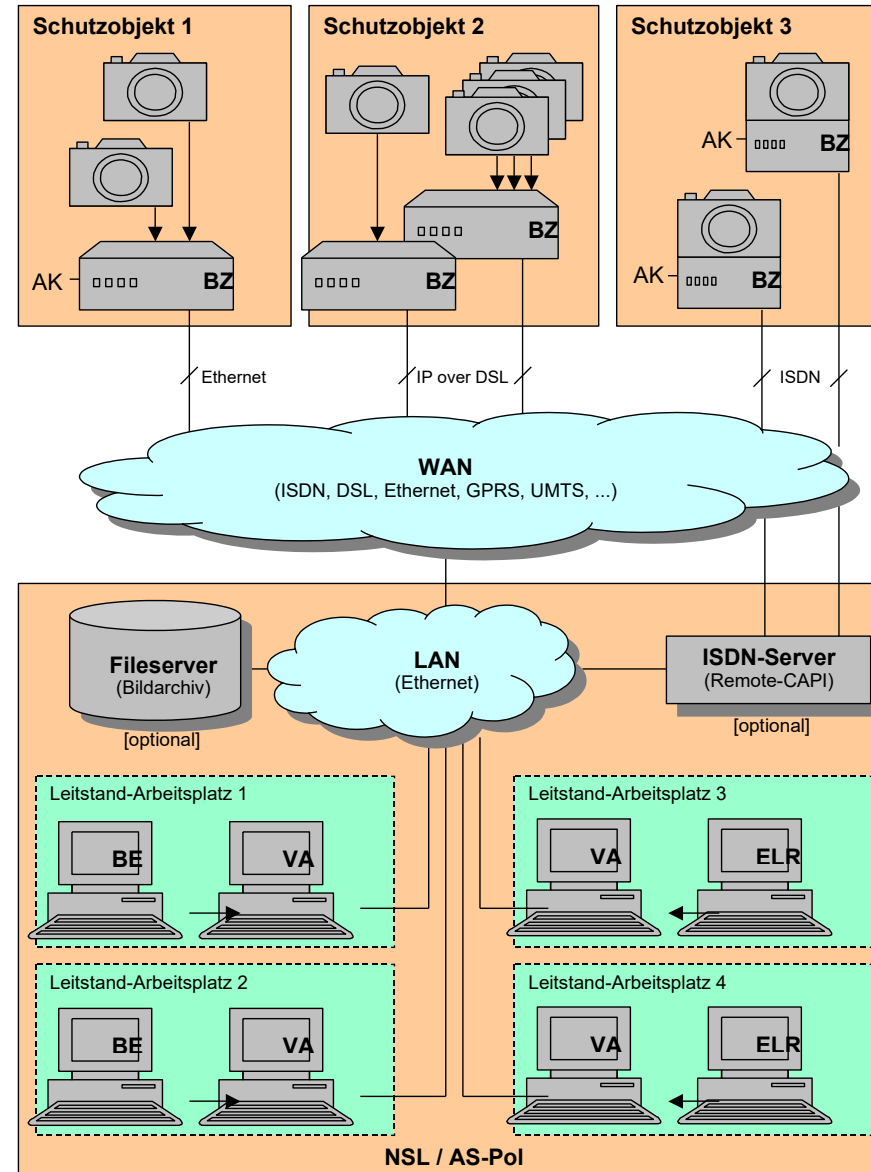 Schutzobjekt 1
Schutzobjekt 2
Schutzobjekt 3
AK
BZ
BZ
BZ
AK
BZ
AK
BZ
Ethernet
IP over DSL
ISDN
WAN
(ISDN, DSL, Ethernet, GPRS, UMTS, ...)
Fileserver
(Bildarchiv)
[optional]
LAN
(Ethernet)
ISDN-Server
(Remote-CAPI)
[optional]
Leitstand-Arbeitsplatz 1
BE
VA
Leitstand-Arbeitsplatz 3
VA
ELR
Leitstand-Arbeitsplatz 2
BE
VA
Leitstand-Arbeitsplatz 4
VA
ELR
NSL / AS-Pol